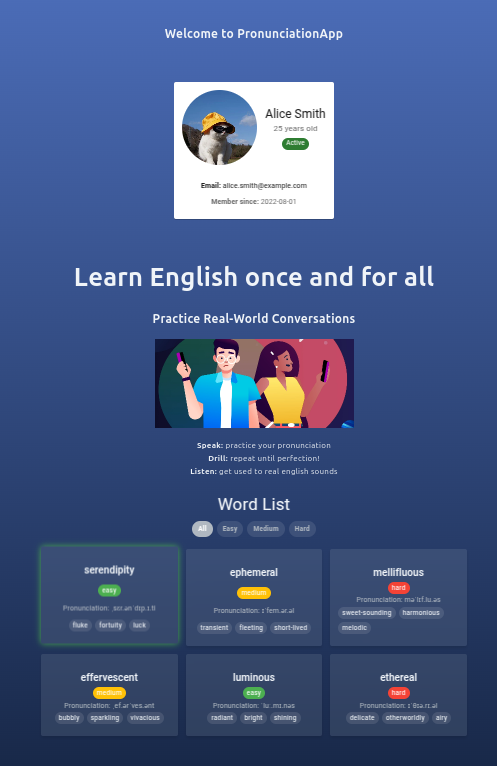 Welcome to PronunciationApp
Alice Smith
25 years old
Active
Email: alice.smith@example.com
Member since: 2022-08-01
Learn English once and for all
Practice Real-World Conversations
Speak: practice your pronunciation
Drill: repeat until perfection!
Listen: get used to real english sounds
Word List
All Easy Medium Hard
serendipity
easy
Pronunciation: ˌsɛr.ən ˈdɪp.ɪ.ti
fluke fortuity luck
ephemeral
medium
Pronunciation: ɪˈfem.ər.əl
transient fleeting short-lived
mellifluous
hard
Pronunciation: məˈlɪf.lu.əs
sweet-sounding harmonious
melodic
effervescent
medium
Pronunciation: ˌef.ərˈves.ənt
bubbly sparkling vivacious
luminous
easy
Pronunciation: ˈluː.mɪ.nəs
radiant bright shining
ethereal
hard
Pronunciation: ɪˈθɪə.ri.əl
delicate otherworldly airy